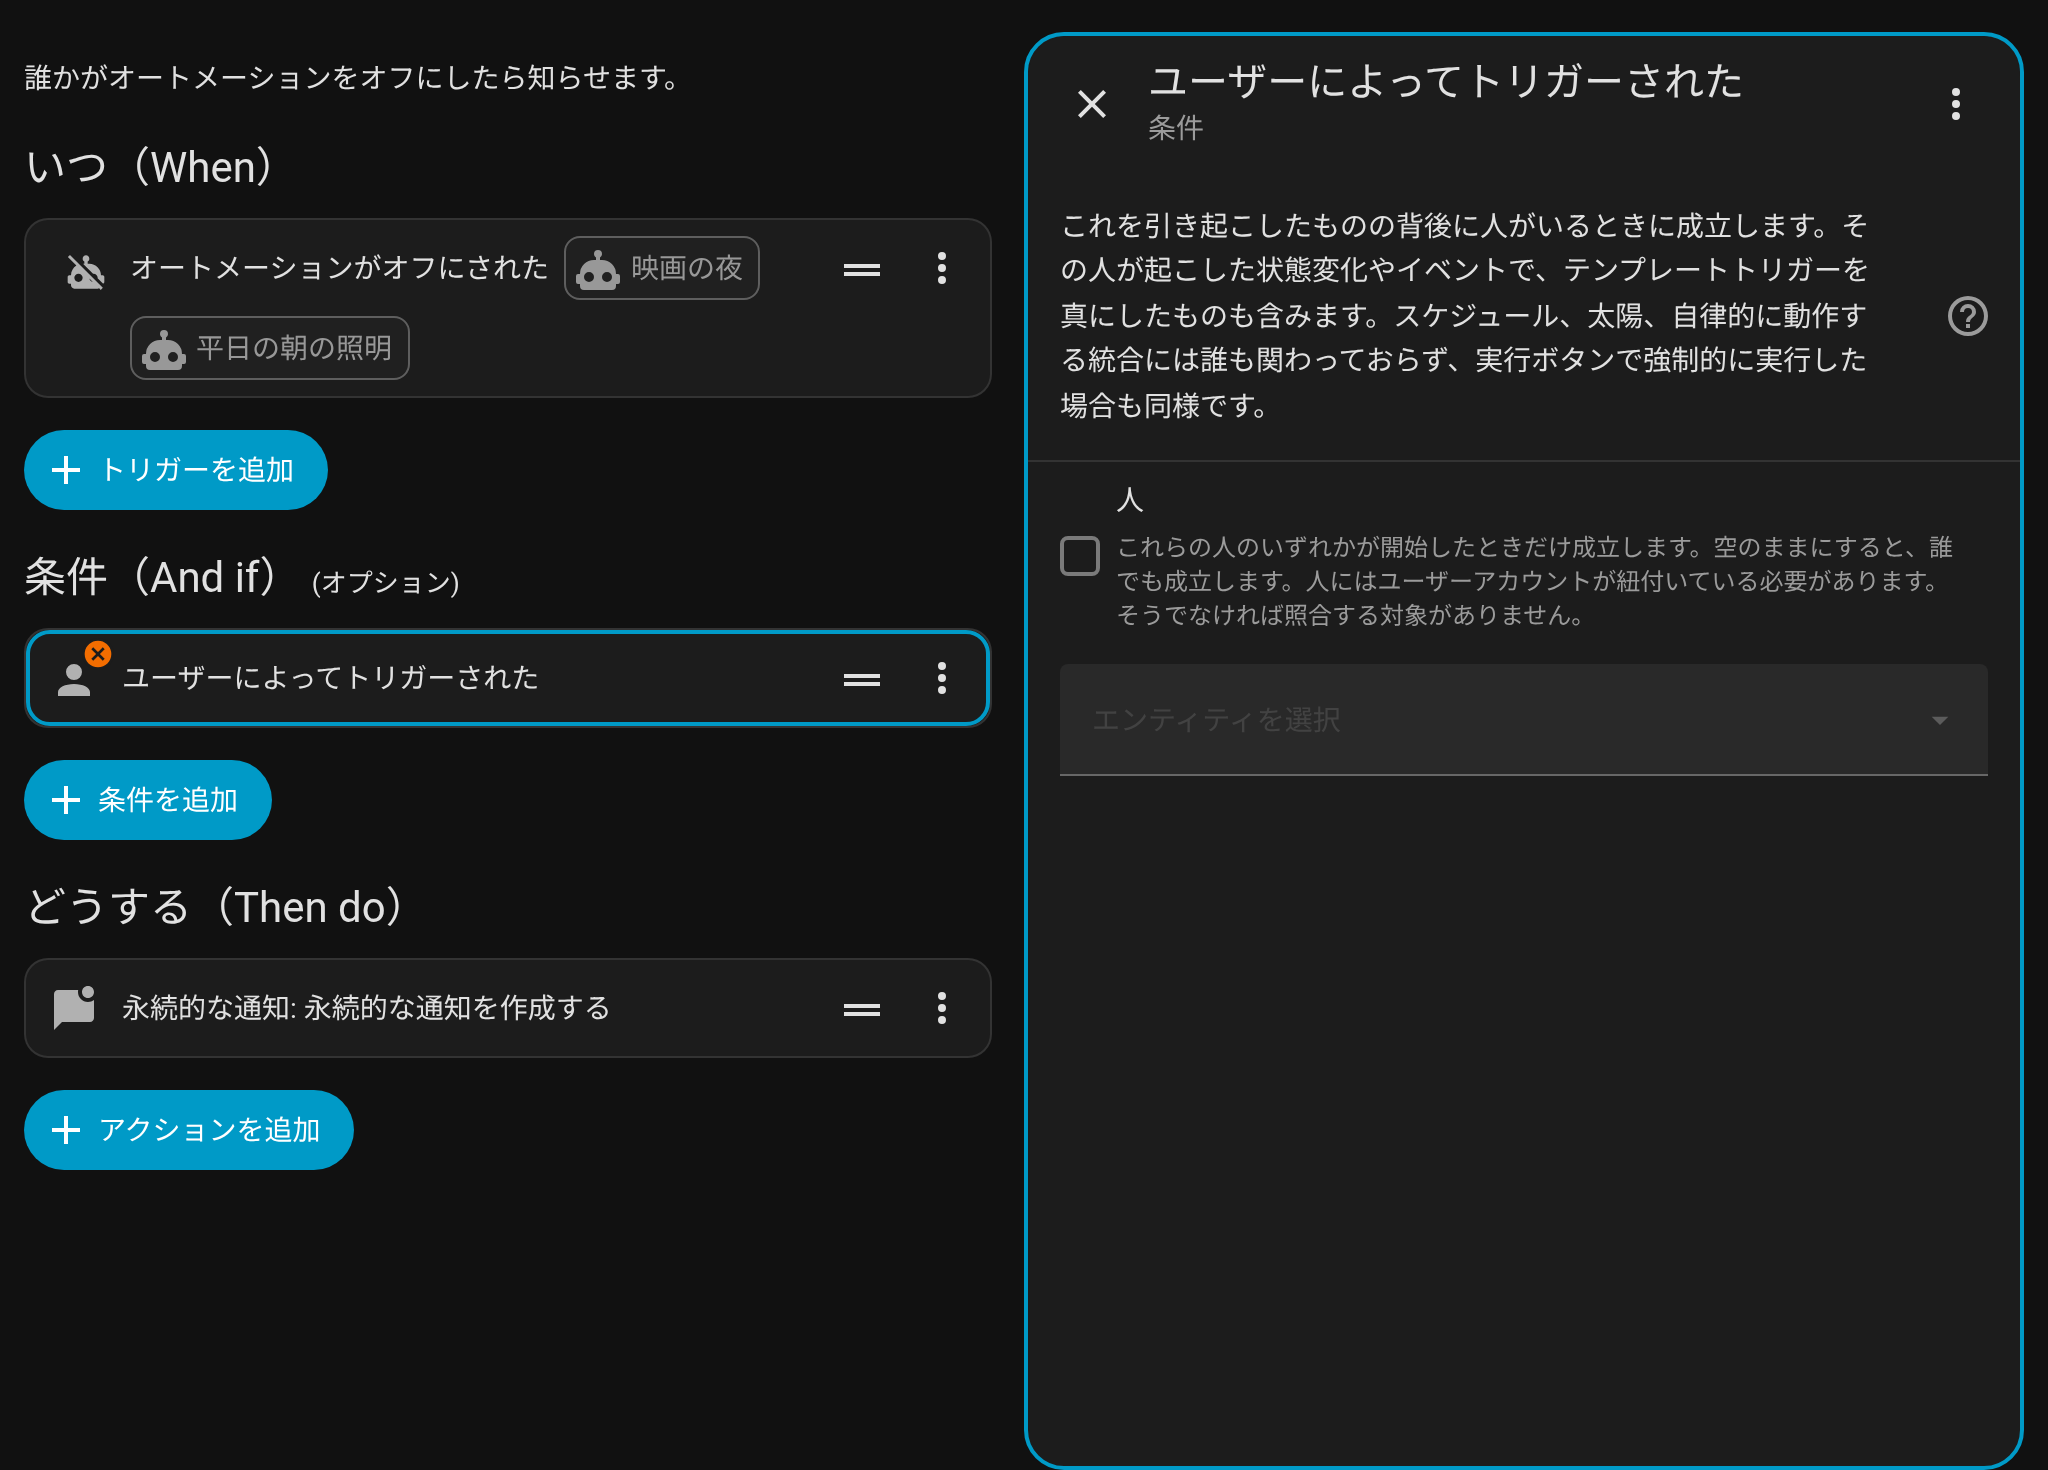 誰かがオートメーションをオフにしたら知らせます。
いつ（When）
オートメーションがオフにされた 映画の夜
平日の朝の照明
トリガーを追加
条件（And if） (オプション)
ユーザーによってトリガーされた
条件を追加
どうする（Then do）
永続的な通知: 永続的な通知を作成する
アクションを追加
ユーザーによってトリガーされた
条件
これを引き起こしたものの背後に人がいるときに成立します。そ
の人が起こした状態変化やイベントで、テンプレートトリガーを
真にしたものも含みます。スケジュール、太陽、自律的に動作す
る統合には誰も関わっておらず、実行ボタンで強制的に実行した
場合も同様です。
人
これらの人のいずれかが開始したときだけ成立します。空のままにすると、誰
でも成立します。人にはユーザーアカウントが紐付いている必要があります。
そうでなければ照合する対象がありません。
エンティティを選択